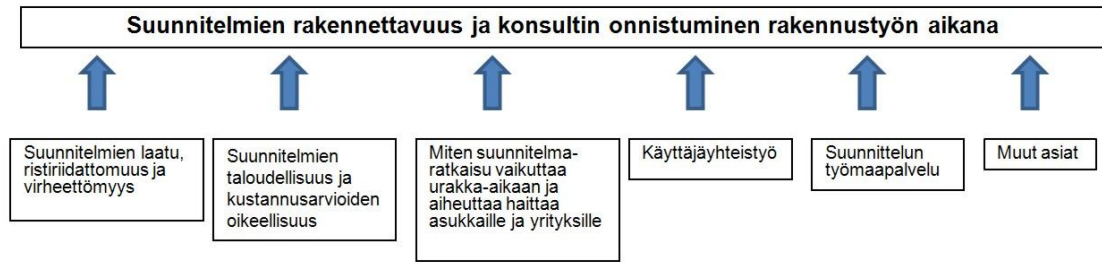 Suunnitelmien rakennettavuus ja konsultin onnistuminen rakennustyön aikana
Suunnitelmien laatu,
ristiriidattomuus ja
virheettömyys
Suunnitelmien
taloudellisuus ja
kustannusarvioiden
oikeellisuus
Miten suunnitelma-
ratkaisu vaikuttaa
urakka-aikaan ja
aiheuttaa haittaa
asukkaille ja yrityksille
Käyttäjäyhteistyö
Suunnittelun
työmaapalvelu
Muut asiat